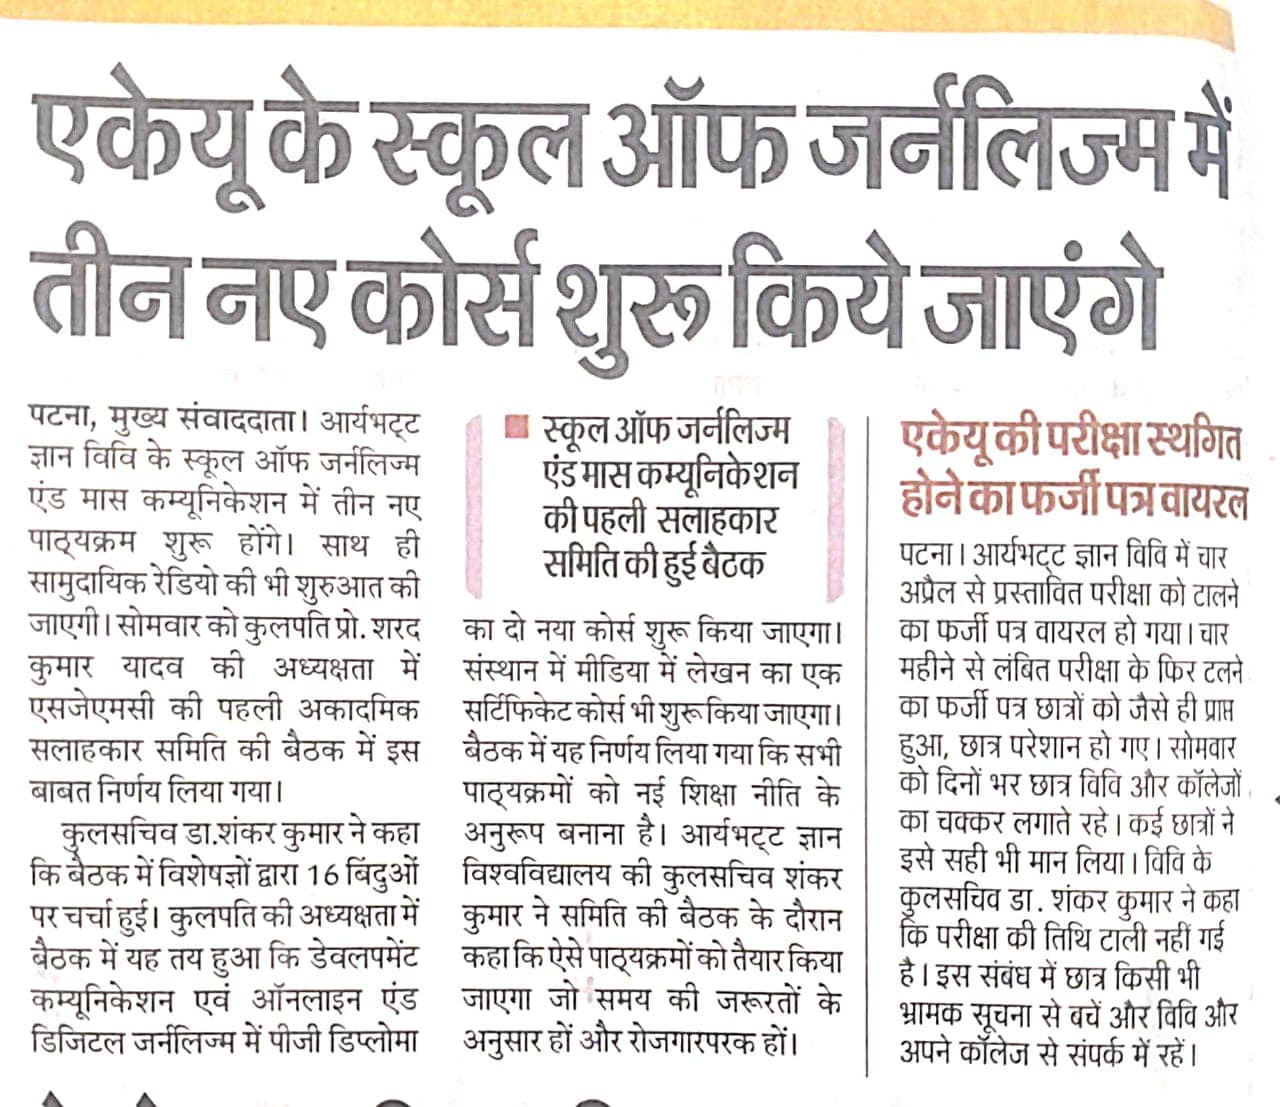 एकेयू के स्कूल ऑफ जर्नलिज्म में
तीन नए कोर्स शुरू किये जाएंगे
पटना, मुख्य संवाददाता। आर्यभट्ट
ज्ञान विवि के स्कूल ऑफ जर्नलिज्म
एंड मास कम्यूनिकेशन में तीन नए
पाठ्यक्रम शुरू होंगे। साथ ही
सामुदायिक रेडियो की भी शुरुआत की
जाएगी। सोमवार को कुलपति प्रो. शरद
कुमार यादव की अध्यक्षता में
एसजेएमसी की पहली अकादमिक
सलाहकार समिति की बैठक में इस
बाबत निर्णय लिया गया।
कुलसचिव डा.शंकर कुमार ने कहा
कि बैठक में विशेषज्ञों द्वारा 16 बिंदुओं
पर चर्चा हुई। कुलपति की अध्यक्षता में
बैठक में यह तय हुआ कि डेवलपमेंट
कम्यूनिकेशन एवं ऑनलाइन एंड
डिजिटल जर्नलिज्म में पीजी डिप्लोमा
स्कूल ऑफ जर्नलिज्म
एंड मास कम्यूनिकेशन
की पहली सलाहकार
समिति की हुई बैठक
का दो नया कोर्स शुरू किया जाएगा।
संस्थान में मीडिया में लेखन का एक
सर्टिफिकेट कोर्स भी शुरू किया जाएगा।
बैठक में यह निर्णय लिया गया कि सभी
पाठ्यक्रमों को नई शिक्षा नीति के
अनुरूप बनाना है। आर्यभट्ट ज्ञान
विश्वविद्यालय की कुलसचिव शंकर
कुमार ने समिति की बैठक के दौरान
कहा कि ऐसे पाठ्यक्रमों को तैयार किया
जाएगा जो समय की जरूरतों के
अनुसार हों और रोजगारपरक हों।
एकेयू की परीक्षा स्थगित
होने का फर्जी पत्र वायरल
पटना। आर्यभट्ट ज्ञान विवि में चार
अप्रैल से प्रस्तावित परीक्षा को टालने
का फर्जी पत्र वायरल हो गया। चार
महीने से लंबित परीक्षा के फिर टलने
का फर्जी पत्र छात्रों को जैसे ही प्राप्त
हुआ, छात्र परेशान हो गए। सोमवार
को दिनों भर छात्र विवि और कॉलेजों
का चक्कर लगाते रहे। कई छात्रों ने
इसे सही भी मान लिया। विवि के
कुलसचिव डा. शंकर कुमार ने कहा
कि परीक्षा की तिथि टाली नहीं गई
है। इस संबंध में छात्र किसी भी
भ्रामक सूचना से बचें और विवि और
अपने कॉलेज से संपर्क में रहें।